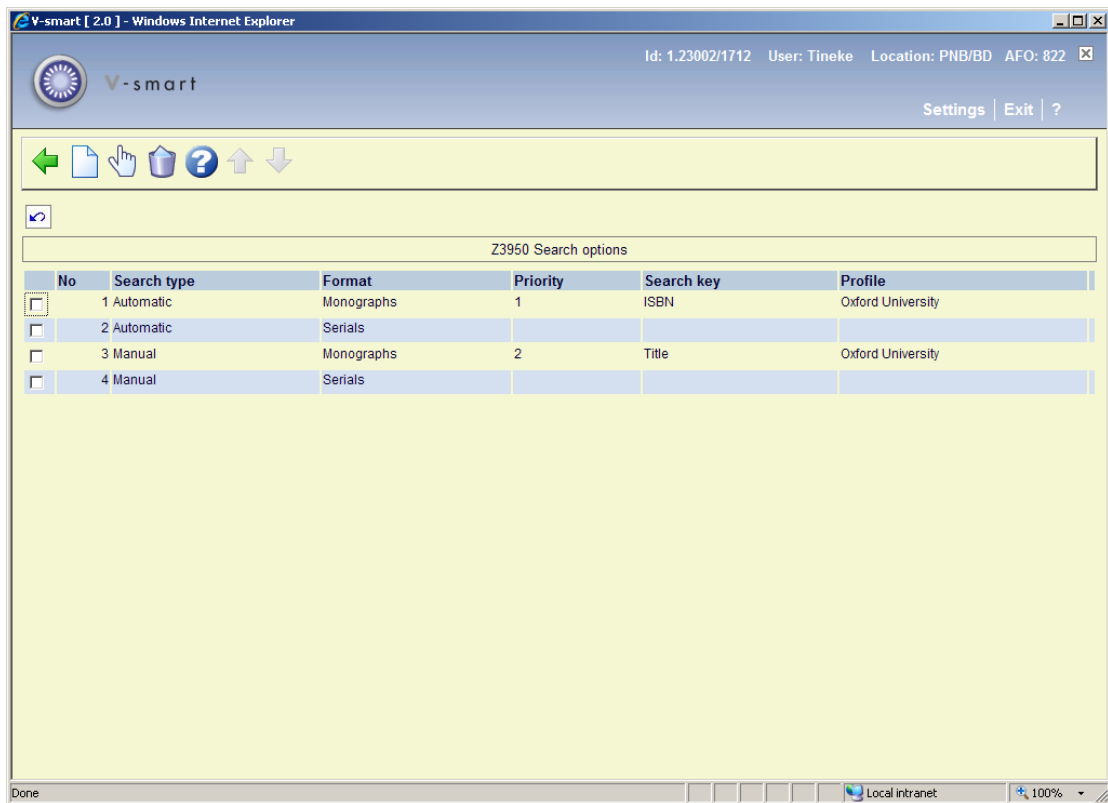 V-smart [ 2.0 ] - Windows Internet Explorer
Id: 1.23002/1712 User: Tineke Location: PNB/BD AFO: 822
V-smart
Settings Exit ?
Z3950 Search options
No Search type Format Priority Search key Profile
1 Automatic Monographs 1 ISBN Oxford University
2 Automatic Serials
3 Manual Monographs 2 Title Oxford University
4 Manual Serials
Done Local intranet 100%